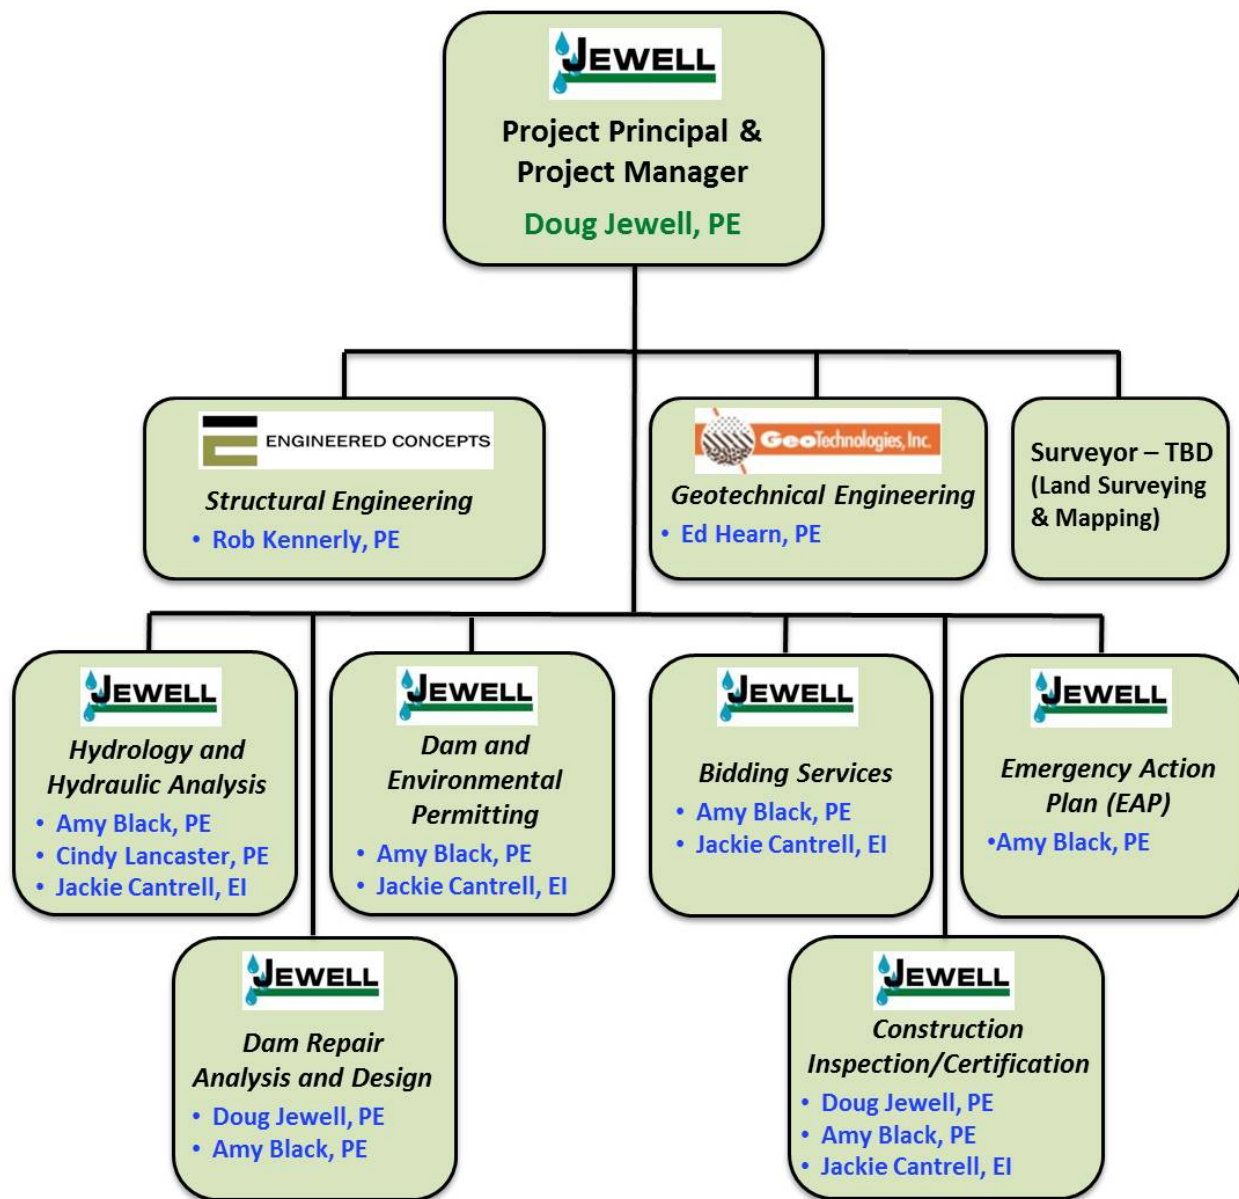 JEWELL
Project Principal &
Project Manager
Doug Jewell, PE
ENGINEERED CONCEPTS
Structural Engineering
• Rob Kennerly, PE
GeoTechnologies, Inc.
Geotechnical Engineering
• Ed Hearn, PE
Surveyor – TBD
(Land Surveying
& Mapping)
JEWELL
Hydrology and
Hydraulic Analysis
• Amy Black, PE
• Cindy Lancaster, PE
• Jackie Cantrell, EI
JEWELL
Dam and
Environmental
Permitting
• Amy Black, PE
• Jackie Cantrell, EI
JEWELL
Bidding Services
• Amy Black, PE
• Jackie Cantrell, EI
JEWELL
Emergency Action
Plan (EAP)
•Amy Black, PE
JEWELL
Dam Repair
Analysis and Design
• Doug Jewell, PE
• Amy Black, PE
JEWELL
Construction
Inspection/Certification
• Doug Jewell, PE
• Amy Black, PE
• Jackie Cantrell, EI